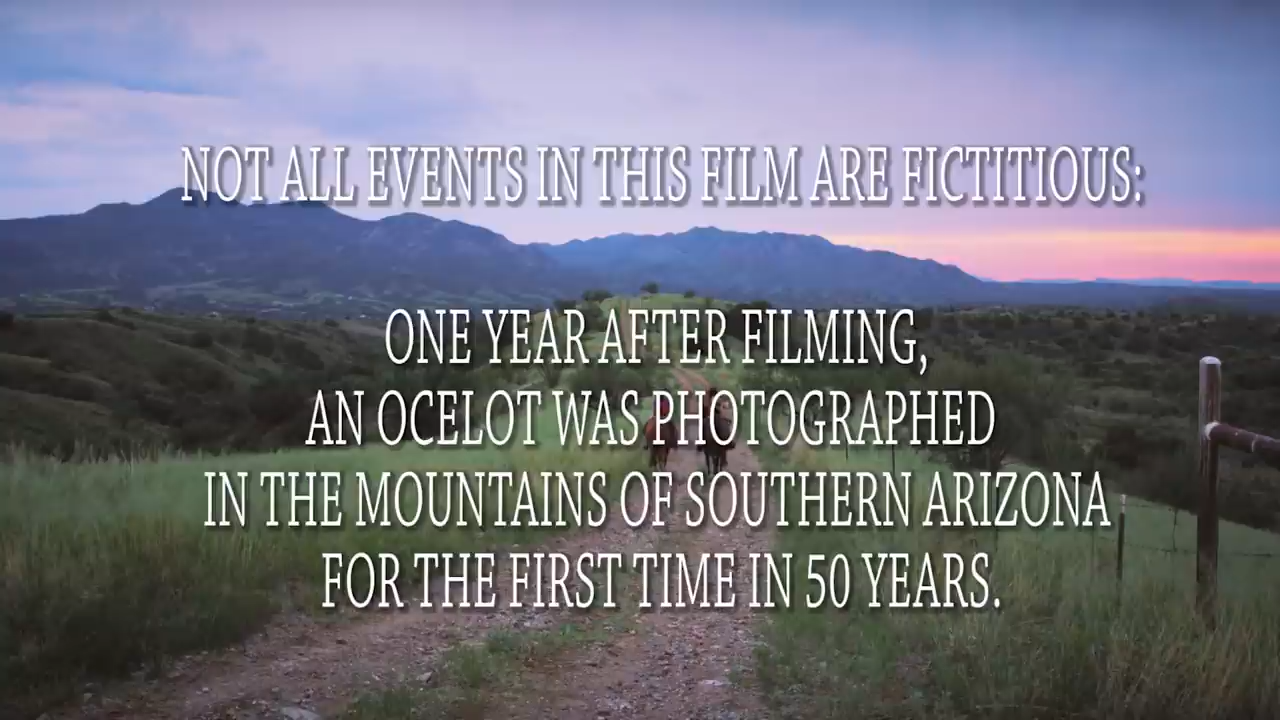 NOT ALL EVENTS IN THIS FILM ARE FICTITIOUS:
ONE YEAR AFTER FILMING,
AN OCELOT WAS PHOTOGRAPHED
IN THE MOUNTAINS OF SOUTHERN ARIZONA
FOR THE FIRST TIME IN 50 YEARS.